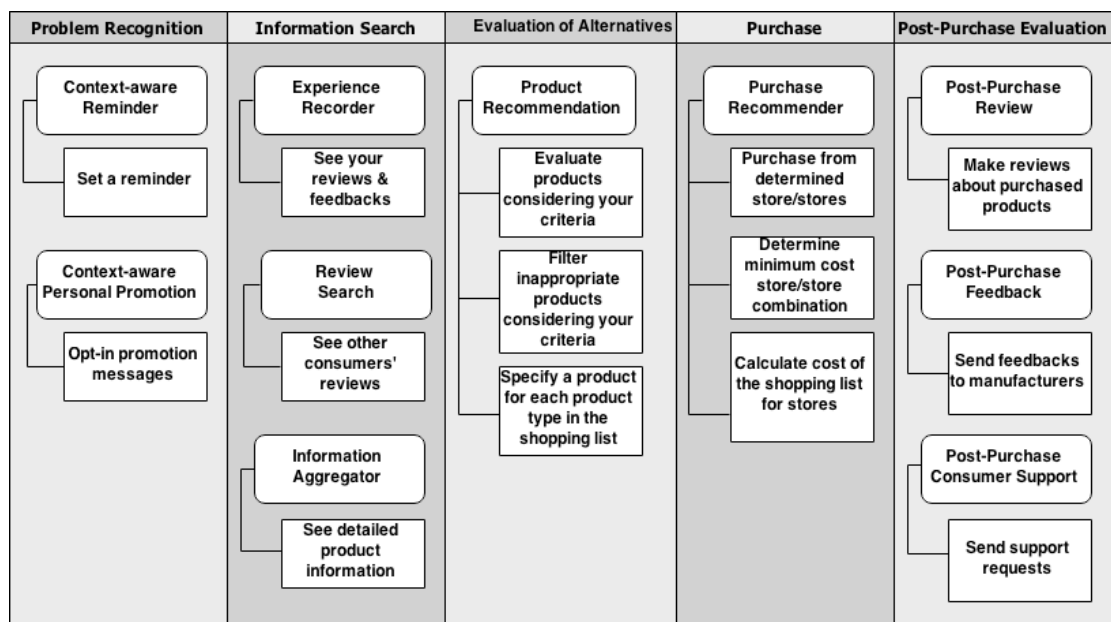 Problem Recognition
Information Search
Evaluation of Alternatives
Purchase
Post-Purchase Evaluation
Context-aware
Reminder
Set a reminder
Context-aware
Personal Promotion
Opt-in promotion
messages
Experience
Recorder
See your
reviews &
feedbacks
Review
Search
See other
consumers'
reviews
Information
Aggregator
See detailed
product
information
Product
Recommendation
Evaluate
products
considering your
criteria
Filter
inappropriate
products
considering your
criteria
Specify a product
for each product
type in the
shopping list
Purchase
Recommender
Purchase from
determined
store/stores
Determine
minimum cost
store/store
combination
Calculate cost of
the shopping list
for stores
Post-Purchase
Review
Make reviews
about purchased
products
Post-Purchase
Feedback
Send feedbacks
to manufacturers
Post-Purchase
Consumer Support
Send support
requests